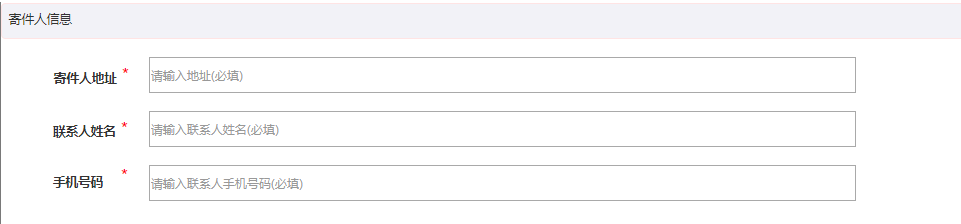 寄件人信息
寄件人地址 * 请输入地址(必填)
联系人姓名 * 请输入联系人姓名(必填)
手机号码 * 请输入联系人手机号码(必填)